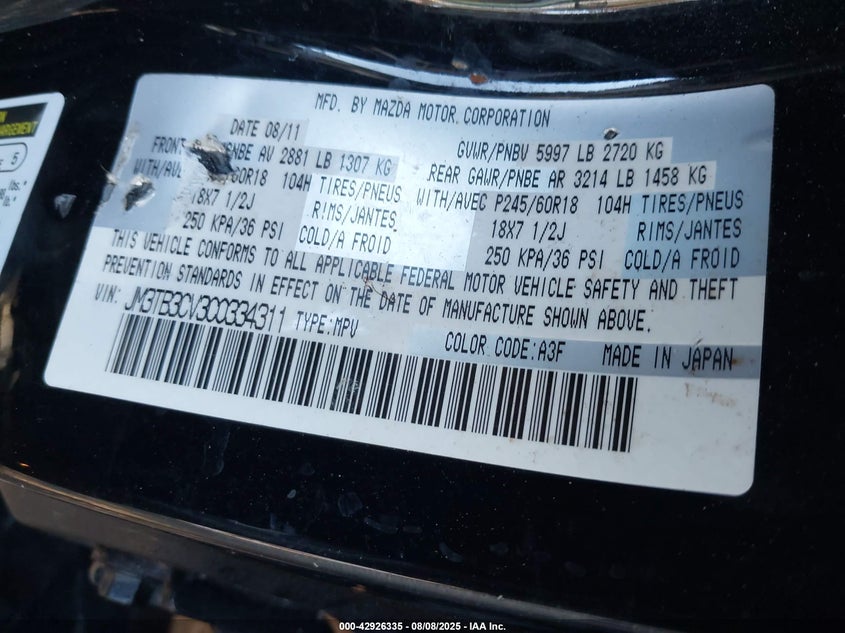 MFD. BY MAZDA MOTOR CORPORATION
DATE 08/11 GVWR/PNBV 5997 LB 2720 KG
FRONT AV 2881 LB 1307 KG REAR GAWR/PNBE AR 3214 LB 1458 KG
WITH/AVEC 104H TIRES/PNEUS WITH/AVEC P245/60R18 104H TIRES/PNEUS
18X7 1/2J RIMS/JANTES 18X7 1/2J RIMS/JANTES
250 KPA/36 PSI COLD/A FROID 250 KPA/36 PSI COLD/A FROID
THIS VEHICLE CONFORMS TO ALL APPLICABLE FEDERAL MOTOR VEHICLE SAFETY AND THEFT
PREVENTION STANDARDS IN EFFECT ON THE DATE OF MANUFACTURE SHOWN ABOVE.
VIN: JM3TB3CV3C0334311 TYPE:MPV
COLOR CODE:A3F MADE IN JAPAN
5
000-42926335 - 08/08/2025 - IAA Inc.